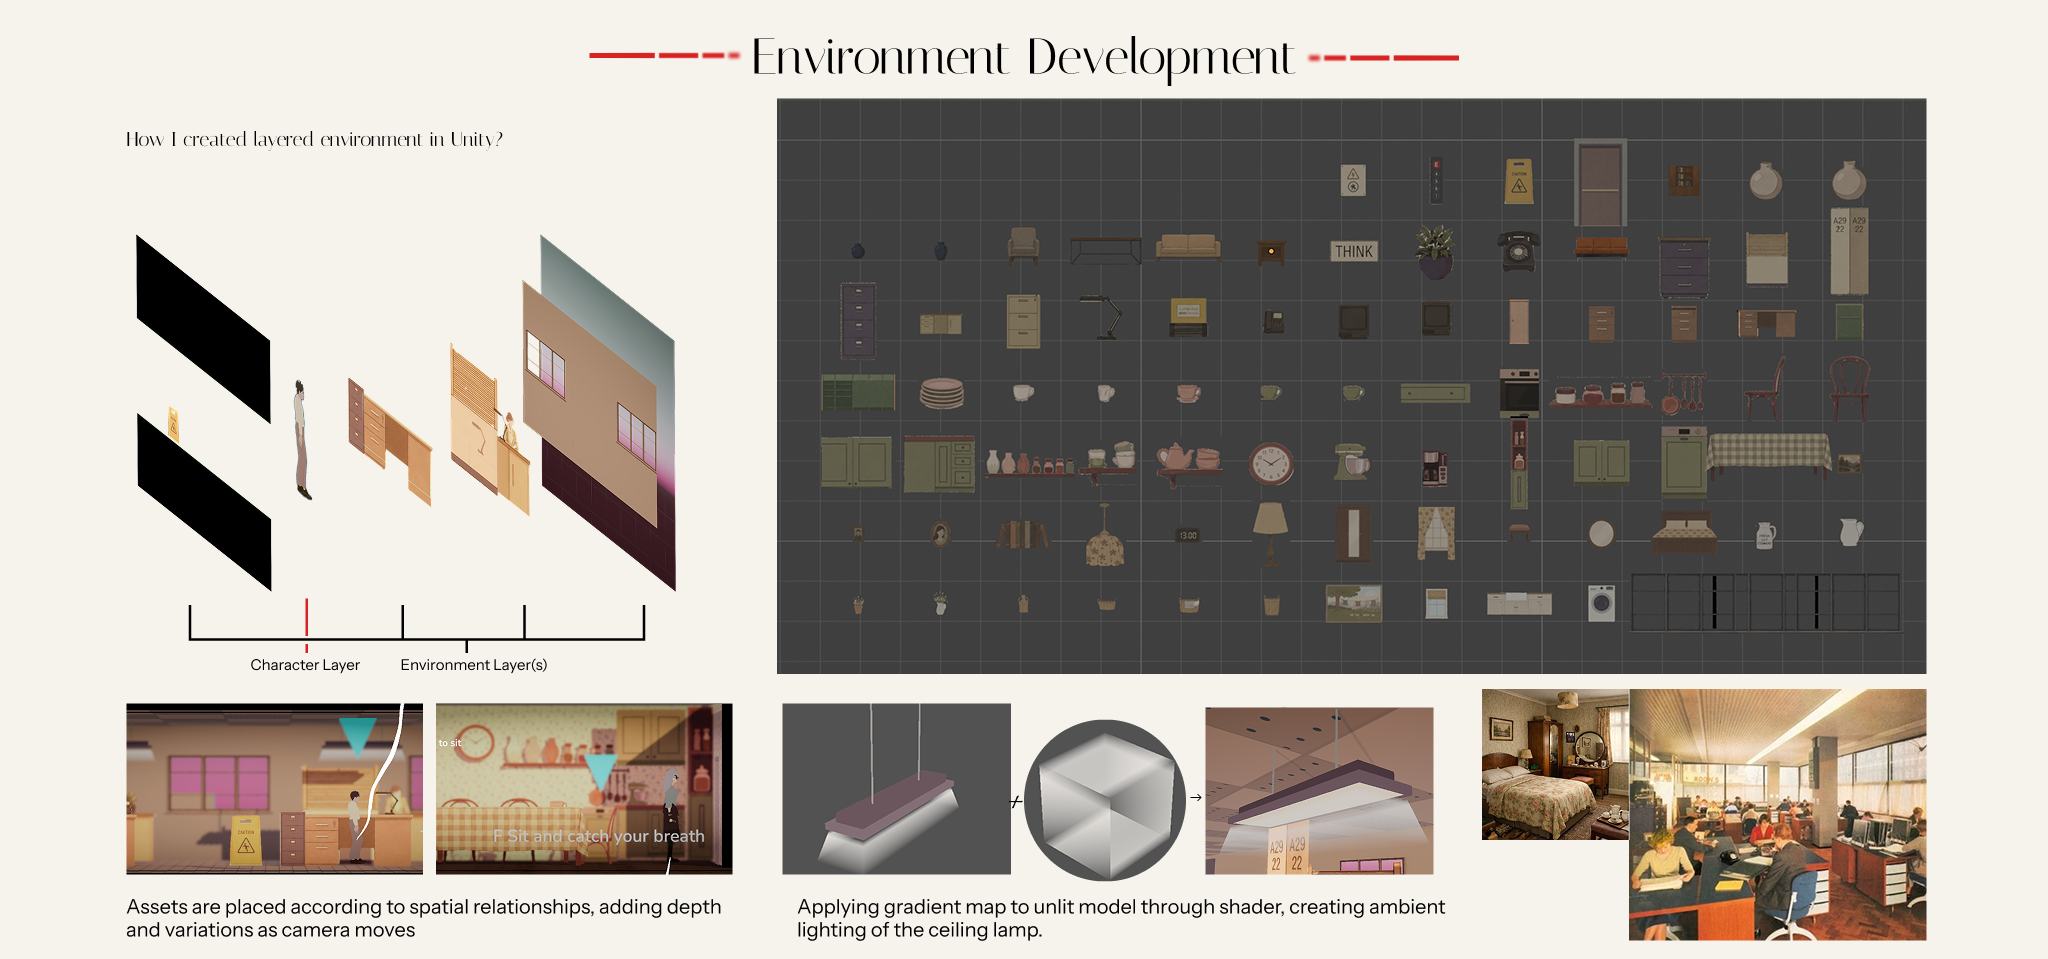 Environment Development
How I created layered environment in Unity?
CAUTION
THINK
A29 A29
22 22
13:00
Character Layer
Environment Layer(s)
to sit
CAUTION
F Sit and catch your breath
A29 A29
22 22
Assets are placed according to spatial relationships, adding depth
and variations as camera moves
Applying gradient map to unlit model through shader, creating ambient
lighting of the ceiling lamp.